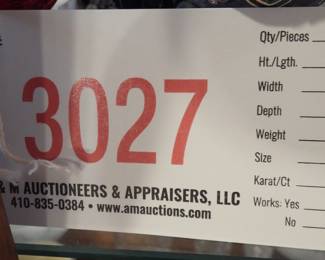 Qty/Pieces
Ht./Lgth.
Width
3027
Depth
Weight
Size
Karat/Ct
& M AUCTIONEERS & APPRAISERS, LLC
Works: Yes
410-835-0384 • www.amauctions.com
No